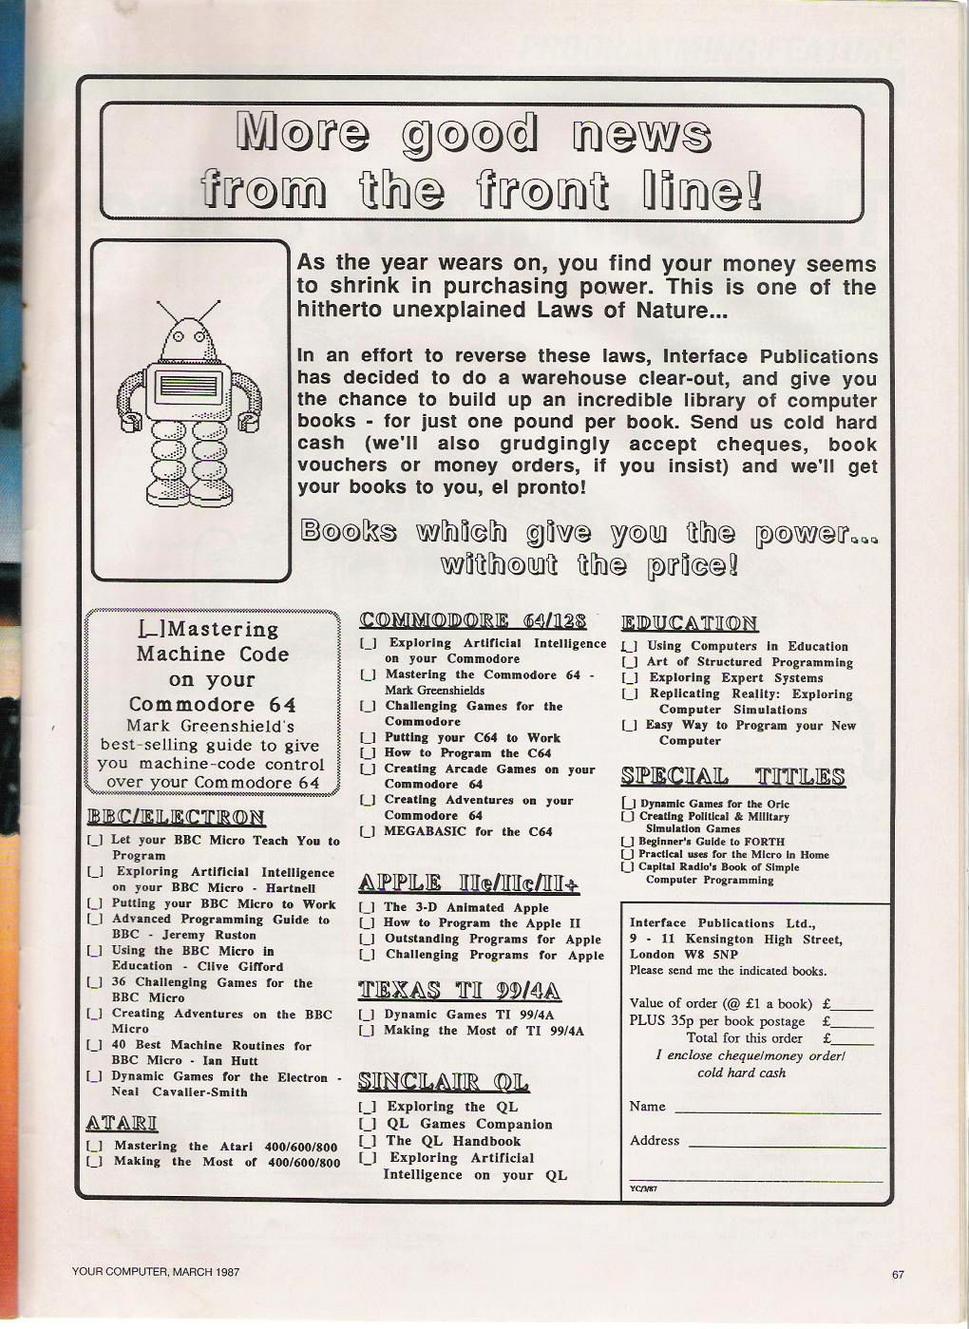 More good news
from the front line!
As the year wears on, you find your money seems
to shrink in purchasing power. This is one of the
hitherto unexplained Laws of Nature...
In an effort to reverse these laws, Interface Publications
has decided to do a warehouse clear-out, and give you
the chance to build up an incredible library of computer
books - for just one pound per book. Send us cold hard
cash (we'll also grudgingly accept cheques, book
vouchers or money orders, if you insist) and we'll get
your books to you, el pronto!
Books which give you the power...
without the price!
[_]Mastering
Machine Code
on your
Commodore 64
Mark Greenshield's
best-selling guide to give
you machine-code control
over your Commodore 64
BBC/ELECTRON
[_] Let your BBC Micro Teach You to
Program
[_] Exploring Artificial Intelligence
on your BBC Micro - Hartnell
[_] Putting your BBC Micro to Work
[_] Advanced Programming Guide to
BBC - Jeremy Ruston
[_] Using the BBC Micro in
Education - Clive Gifford
[_] 36 Challenging Games for the
BBC Micro
[_] Creating Adventures on the BBC
Micro
[_] 40 Best Machine Routines for
BBC Micro - Ian Hutt
[_] Dynamic Games for the Electron -
Neal Cavalier-Smith
ATARI
[_] Mastering the Atari 400/600/800
[_] Making the Most of 400/600/800
COMMODORE 64/128
[_] Exploring Artificial Intelligence
on your Commodore
[_] Mastering the Commodore 64 -
Mark Greenshields
[_] Challenging Games for the
Commodore
[_] Putting your C64 to Work
[_] How to Program the C64
[_] Creating Arcade Games on your
Commodore 64
[_] Creating Adventures on your
Commodore 64
[_] MEGABASIC for the C64
APPLE IIe/IIc/II+
[_] The 3-D Animated Apple
[_] How to Program the Apple II
[_] Outstanding Programs for Apple
[_] Challenging Programs for Apple
TEXAS TI 99/4A
[_] Dynamic Games TI 99/4A
[_] Making the Most of TI 99/4A
SINCLAIR QL
[_] Exploring the QL
[_] QL Games Companion
[_] The QL Handbook
[_] Exploring Artificial
Intelligence on your QL
EDUCATION
[_] Using Computers in Education
[_] Art of Structured Programming
[_] Exploring Expert Systems
[_] Replicating Reality: Exploring
Computer Simulations
[_] Easy Way to Program your New
Computer
SPECIAL TITLES
[_] Dynamic Games for the Oric
[_] Creating Political & Military
Simulation Games
[_] Beginner's Guide to FORTH
[_] Practical uses for the Micro in Home
[_] Capital Radio's Book of Simple
Computer Programming
Interface Publications Ltd.,
9 - 11 Kensington High Street,
London W8 5NP
Please send me the indicated books.
Value of order (@ £1 a book) £_____
PLUS 35p per book postage £_____
Total for this order £_____
I enclose cheque/money order/
cold hard cash
Name
Address
YC/3/87
YOUR COMPUTER, MARCH 1987
67